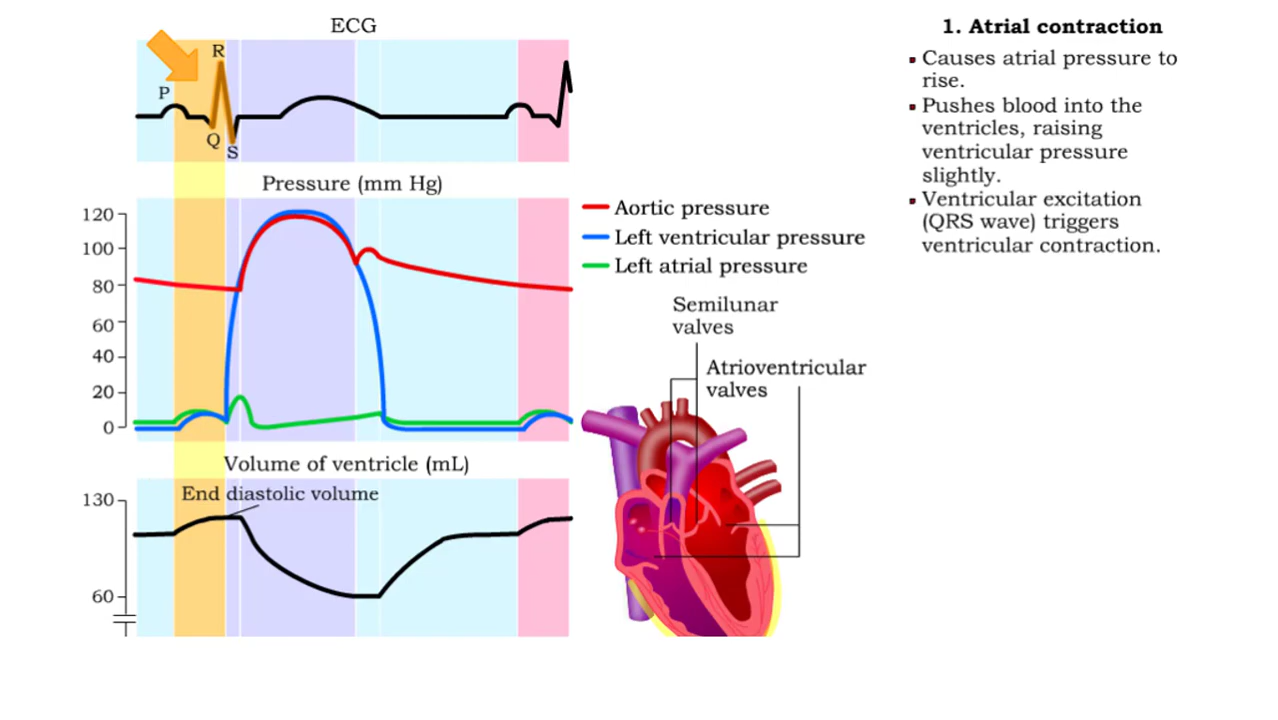 ECG
R
P
Q
S
Pressure (mm Hg)
120
100
80
60
40
20
0
Aortic pressure
Left ventricular pressure
Left atrial pressure
Semilunar
valves
Atrioventricular
valves
Volume of ventricle (mL)
130
End diastolic volume
60
1. Atrial contraction
Causes atrial pressure to
rise.
Pushes blood into the
ventricles, raising
ventricular pressure
slightly.
Ventricular excitation
(QRS wave) triggers
ventricular contraction.